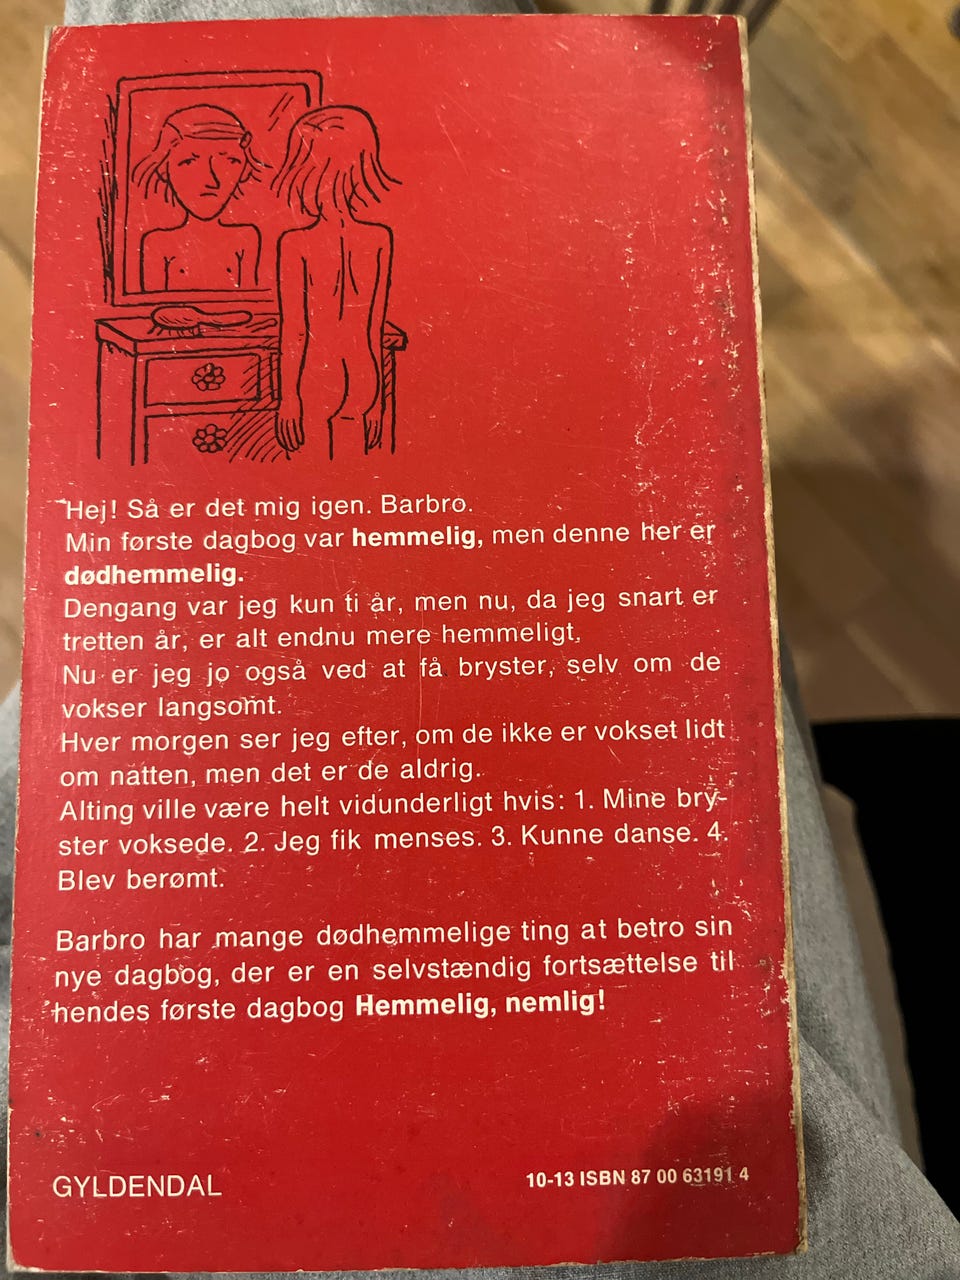 Hej! Så er det mig igen. Barbro.
Min første dagbog var hemmelig, men denne her er
dødhemmelig.
Dengang var jeg kun ti år, men nu, da jeg snart er
tretten år, er alt endnu mere hemmeligt.
Nu er jeg jo også ved at få bryster, selv om de
vokser langsomt.
Hver morgen ser jeg efter, om de ikke er vokset lidt
om natten, men det er de aldrig.
Alting ville være helt vidunderligt hvis: 1. Mine bry-
ster voksede. 2. Jeg fik menses. 3. Kunne danse. 4.
Blev berømt.
Barbro har mange dødhemmelige ting at betro sin
nye dagbog, der er en selvstændig fortsættelse til
hendes første dagbog Hemmelig, nemlig!
GYLDENDAL
10-13 ISBN 87 00 63191 4